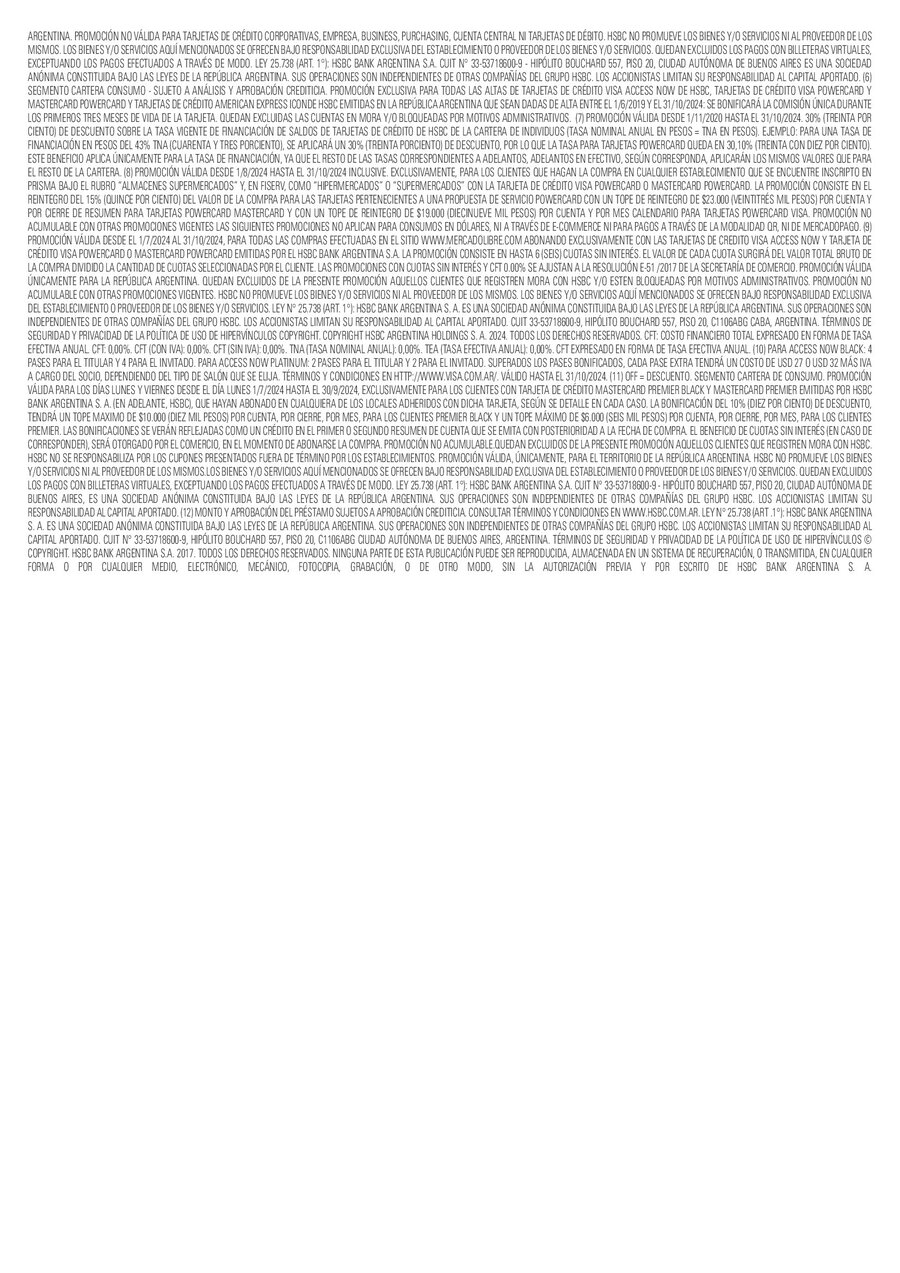 ARGENTINA. PROMOCIÓN NO VÁLIDA PARA TARJETAS DE CRÉDITO CORPORATIVAS, EMPRESA, BUSINESS, PURCHASING, CUENTA CENTRAL NI TARJETAS DE DÉBITO. HSBC NO PROMUEVE LOS BIENES Y/O SERVICIOS NI AL PROVEEDOR DE LOS
MISMOS. LOS BIENES Y/O SERVICIOS AQUÍ MENCIONADOS SE OFRECEN BAJO RESPONSABILIDAD EXCLUSIVA DEL ESTABLECIMIENTO O PROVEEDOR DE LOS BIENES Y/O SERVICIOS. QUEDAN EXCLUIDOS LOS PAGOS CON BILLETERAS VIRTUALES,
EXCEPTUANDO LOS PAGOS EFECTUADOS A TRAVÉS DE MODO. LEY 25.738 (ART. 1°): HSBC BANK ARGENTINA S.A. CUIT N° 33-53718600-9 - HIPÓLITO BOUCHARD 557, PISO 20, CIUDAD AUTÓNOMA DE BUENOS AIRES ES UNA SOCIEDAD
ANÓNIMA CONSTITUIDA BAJO LAS LEYES DE LA REPÚBLICA ARGENTINA. SUS OPERACIONES SON INDEPENDIENTES DE OTRAS COMPAÑÍAS DEL GRUPO HSBC. LOS ACCIONISTAS LIMITAN SU RESPONSABILIDAD AL CAPITAL APORTADO. (6)
SEGMENTO CARTERA CONSUMO - SUJETO A ANÁLISIS Y APROBACIÓN CREDITICIA. PROMOCIÓN EXCLUSIVA PARA TODAS LAS ALTAS DE TARJETAS DE CRÉDITO VISA ACCESS NOW DE HSBC, TARJETAS DE CRÉDITO VISA POWERCARD Y
MASTERCARD POWERCARD Y TARJETAS DE CRÉDITO AMERICAN EXPRESS ICONDE HSBC EMITIDAS EN LA REPÚBLICA ARGENTINA QUE SEAN DADAS DE ALTA ENTRE EL 1/6/2019 Y EL 31/10/2024: SE BONIFICARÁ LA COMISIÓN ÚNICA DURANTE
LOS PRIMEROS TRES MESES DE VIDA DE LA TARJETA. QUEDAN EXCLUIDAS LAS CUENTAS EN MORA Y/O BLOQUEADAS POR MOTIVOS ADMINISTRATIVOS. (7) PROMOCIÓN VÁLIDA DESDE 1/11/2020 HASTA EL 31/10/2024. 30% (TREINTA POR
CIENTO) DE DESCUENTO SOBRE LA TASA VIGENTE DE FINANCIACIÓN DE SALDOS DE TARJETAS DE CRÉDITO DE HSBC DE LA CARTERA DE INDIVIDUOS (TASA NOMINAL ANUAL EN PESOS = TNA EN PESOS). EJEMPLO: PARA UNA TASA DE
FINANCIACIÓN EN PESOS DEL 43% TNA (CUARENTA Y TRES PORCIENTO), SE APLICARÁ UN 30% (TREINTA PORCIENTO) DE DESCUENTO, POR LO QUE LA TASA PARA TARJETAS POWERCARD QUEDA EN 30,10% (TREINTA CON DIEZ POR CIENTO).
ESTE BENEFICIO APLICA ÚNICAMENTE PARA LA TASA DE FINANCIACIÓN, YA QUE EL RESTO DE LAS TASAS CORRESPONDIENTES A ADELANTOS, ADELANTOS EN EFECTIVO, SEGÚN CORRESPONDA, APLICARÁN LOS MISMOS VALORES QUE PARA
EL RESTO DE LA CARTERA. (8) PROMOCIÓN VÁLIDA DESDE 1/8/2024 HASTA EL 31/10/2024 INCLUSIVE. EXCLUSIVAMENTE, PARA LOS CLIENTES QUE HAGAN LA COMPRA EN CUALQUIER ESTABLECIMIENTO QUE SE ENCUENTRE INSCRIPTO EN
PRISMA BAJO EL RUBRO "ALMACENES SUPERMERCADOS" Y, EN FISERV, COMO "HIPERMERCADOS" O "SUPERMERCADOS" CON LA TARJETA DE CRÉDITO VISA POWERCARD O MASTERCARD POWERCARD. LA PROMOCIÓN CONSISTE EN EL
REINTEGRO DEL 15% (QUINCE POR CIENTO) DEL VALOR DE LA COMPRA PARA LAS TARJETAS PERTENECIENTES A UNA PROPUESTA DE SERVICIO POWERCARD CON UN TOPE DE REINTEGRO DE $23.000 (VEINTITRÉS MIL PESOS) POR CUENTA Y
POR CIERRE DE RESUMEN PARA TARJETAS POWERCARD MASTERCARD Y CON UN TOPE DE REINTEGRO DE $19.000 (DIECINUEVE MIL PESOS) POR CUENTA Y POR MES CALENDARIO PARA TARJETAS POWERCARD VISA. PROMOCIÓN NO
ACUMULABLE CON OTRAS PROMOCIONES VIGENTES LAS SIGUIENTES PROMOCIONES NO APLICAN PARA CONSUMOS EN DÓLARES, NI A TRAVÉS DE E-COMMERCE NI PARA PAGOS A TRAVÉS DE LA MODALIDAD QR, NI DE MERCADOPAGO. (9)
PROMOCIÓN VÁLIDA DESDE EL 1/7/2024 AL 31/10/2024, PARA TODAS LAS COMPRAS EFECTUADAS EN EL SITIO WWW.MERCADOLIBRE.COM ABONANDO EXCLUSIVAMENTE CON LAS TARJETAS DE CREDITO VISA ACCESS NOW Y TARJETA DE
CRÉDITO VISA POWERCARD O MASTERCARD POWERCARD EMITIDAS POR EL HSBC BANK ARGENTINA S.A. LA PROMOCIÓN CONSISTE EN HASTA 6 (SEIS) CUOTAS SIN INTERÉS. EL VALOR DE CADA CUOTA SURGIRÁ DEL VALOR TOTAL BRUTO DE
LA COMPRA DIVIDIDO LA CANTIDAD DE CUOTAS SELECCIONADAS POR EL CLIENTE. LAS PROMOCIONES CON CUOTAS SIN INTERÉS Y CFT 0.00% SE AJUSTAN A LA RESOLUCIÓN E-51 /2017 DE LA SECRETARÍA DE COMERCIO. PROMOCIÓN VÁLIDA
ÚNICAMENTE PARA LA REPÚBLICA ARGENTINA. QUEDAN EXCLUIDOS DE LA PRESENTE PROMOCIÓN AQUELLOS CLIENTES QUE REGISTREN MORA CON HSBC Y/O ESTEN BLOQUEADAS POR MOTIVOS ADMINISTRATIVOS. PROMOCIÓN NO
ACUMULABLE CON OTRAS PROMOCIONES VIGENTES. HSBC NO PROMUEVE LOS BIENES Y/O SERVICIOS NI AL PROVEEDOR DE LOS MISMOS. LOS BIENES Y/O SERVICIOS AQUÍ MENCIONADOS SE OFRECEN BAJO RESPONSABILIDAD EXCLUSIVA
DEL ESTABLECIMIENTO O PROVEEDOR DE LOS BIENES Y/O SERVICIOS. LEY N° 25.738 (ART. 1°): HSBC BANK ARGENTINA S. A. ES UNA SOCIEDAD ANÓNIMA CONSTITUIDA BAJO LAS LEYES DE LA REPÚBLICA ARGENTINA. SUS OPERACIONES SON
INDEPENDIENTES DE OTRAS COMPAÑÍAS DEL GRUPO HSBC. LOS ACCIONISTAS LIMITAN SU RESPONSABILIDAD AL CAPITAL APORTADO. CUIT 33-53718600-9, HIPÓLITO BOUCHARD 557, PISO 20, C1106ABG CABA, ARGENTINA. TÉRMINOS DE
SEGURIDAD Y PRIVACIDAD DE LA POLÍTICA DE USO DE HIPERVÍNCULOS COPYRIGHT. COPYRIGHT HSBC ARGENTINA HOLDINGS S. A. 2024. TODOS LOS DERECHOS RESERVADOS. CFT: COSTO FINANCIERO TOTAL EXPRESADO EN FORMA DE TASA
EFECTIVA ANUAL. CFT: 0,00%. CFT (CON IVA): 0,00%. CFT (SIN IVA): 0,00%. TNA (TASA NOMINAL ANUAL): 0,00%. TEA (TASA EFECTIVA ANUAL): 0,00%. CFT EXPRESADO EN FORMA DE TASA EFECTIVA ANUAL. (10) PARA ACCESS NOW BLACK: 4
PASES PARA EL TITULAR Y 4 PARA EL INVITADO. PARA ACCESS NOW PLATINUM: 2 PASES PARA EL TITULAR Y 2 PARA EL INVITADO. SUPERADOS LOS PASES BONIFICADOS, CADA PASE EXTRA TENDRÁ UN COSTO DE USD 27 O USD 32 MÁS IVA
A CARGO DEL SOCIO, DEPENDIENDO DEL TIPO DE SALÓN QUE SE ELIJA. TÉRMINOS Y CONDICIONES EN HTTP://WWW.VISA.COM.AR/. VÁLIDO HASTA EL 31/10/2024. (11) OFF = DESCUENTO. SEGMENTO CARTERA DE CONSUMO. PROMOCIÓN
VÁLIDA PARA LOS DÍAS LUNES Y VIERNES DESDE EL DÍA LUNES 1/7/2024 HASTA EL 30/9/2024, EXCLUSIVAMENTE PARA LOS CLIENTES CON TARJETA DE CRÉDITO MASTERCARD PREMIER BLACK Y MASTERCARD PREMIER EMITIDAS POR HSBC
BANK ARGENTINA S. A. (EN ADELANTE, HSBC), QUE HAYAN ABONADO EN CUALQUIERA DE LOS LOCALES ADHERIDOS CON DICHA TARJETA, SEGÚN SE DETALLE EN CADA CASO. LA BONIFICACIÓN DEL 10% (DIEZ POR CIENTO) DE DESCUENTO,
TENDRÁ UN TOPE MAXIMO DE $10.000 (DIEZ MIL PESOS) POR CUENTA, POR CIERRE, POR MES, PARA LOS CLIENTES PREMIER BLACK Y UN TOPE MÁXIMO DE $6.000 (SEIS MIL PESOS) POR CUENTA, POR CIERRE, POR MES, PARA LOS CLIENTES
PREMIER. LAS BONIFICACIONES SE VERÁN REFLEJADAS COMO UN CRÉDITO EN EL PRIMER O SEGUNDO RESUMEN DE CUENTA QUE SE EMITA CON POSTERIORIDAD A LA FECHA DE COMPRA. EL BENEFICIO DE CUOTAS SIN INTERÉS (EN CASO DE
CORRESPONDER), SERÁ OTORGADO POR EL COMERCIO, EN EL MOMENTO DE ABONARSE LA COMPRA. PROMOCIÓN NO ACUMULABLE.QUEDAN EXCLUIDOS DE LA PRESENTE PROMOCIÓN AQUELLOS CLIENTES QUE REGISTREN MORA CON HSBC.
HSBC NO SE RESPONSABILIZA POR LOS CUPONES PRESENTADOS FUERA DE TÉRMINO POR LOS ESTABLECIMIENTOS. PROMOCIÓN VÁLIDA, ÚNICAMENTE, PARA EL TERRITORIO DE LA REPÚBLICA ARGENTINA. HSBC NO PROMUEVE LOS BIENES
Y/O SERVICIOS NI AL PROVEEDOR DE LOS MISMOS.LOS BIENES Y/O SERVICIOS AQUÍ MENCIONADOS SE OFRECEN BAJO RESPONSABILIDAD EXCLUSIVA DEL ESTABLECIMIENTO O PROVEEDOR DE LOS BIENES Y/O SERVICIOS. QUEDAN EXCLUIDOS
LOS PAGOS CON BILLETERAS VIRTUALES, EXCEPTUANDO LOS PAGOS EFECTUADOS A TRAVÉS DE MODO. LEY 25.738 (ART. 1°): HSBC BANK ARGENTINA S.A. CUIT N° 33-53718600-9 - HIPÓLITO BOUCHARD 557, PISO 20, CIUDAD AUTÓNOMA DE
BUENOS AIRES, ES UNA SOCIEDAD ANÓNIMA CONSTITUIDA BAJO LAS LEYES DE LA REPÚBLICA ARGENTINA. SUS OPERACIONES SON INDEPENDIENTES DE OTRAS COMPAÑÍAS DEL GRUPO HSBC. LOS ACCIONISTAS LIMITAN SU
RESPONSABILIDAD AL CAPITAL APORTADO. (12) MONTO Y APROBACIÓN DEL PRÉSTAMO SUJETOS A APROBACIÓN CREDITICIA. CONSULTAR TÉRMINOS Y CONDICIONES EN WWW.HSBC.COM.AR. LEY N° 25.738 (ART .1°): HSBC BANK ARGENTINA
S. A. ES UNA SOCIEDAD ANÓNIMA CONSTITUIDA BAJO LAS LEYES DE LA REPÚBLICA ARGENTINA. SUS OPERACIONES SON INDEPENDIENTES DE OTRAS COMPAÑÍAS DEL GRUPO HSBC. LOS ACCIONISTAS LIMITAN SU RESPONSABILIDAD AL
CAPITAL APORTADO. CUIT N° 33-53718600-9, HIPÓLITO BOUCHARD 557, PISO 20, C1106ABG CIUDAD AUTÓNOMA DE BUENOS AIRES, ARGENTINA. TÉRMINOS DE SEGURIDAD Y PRIVACIDAD DE LA POLÍTICA DE USO DE HIPERVÍNCULOS ©
COPYRIGHT. HSBC BANK ARGENTINA S.A. 2017. TODOS LOS DERECHOS RESERVADOS. NINGUNA PARTE DE ESTA PUBLICACIÓN PUEDE SER REPRODUCIDA, ALMACENADA EN UN SISTEMA DE RECUPERACIÓN, O TRANSMITIDA, EN CUALQUIER
FORMA O POR CUALQUIER MEDIO, ELECTRÓNICO, MECÁNICO, FOTOCOPIA, GRABACIÓN, O DE OTRO MODO, SIN LA AUTORIZACIÓN PREVIA Y POR ESCRITO DE HSBC BANK ARGENTINA S. A.